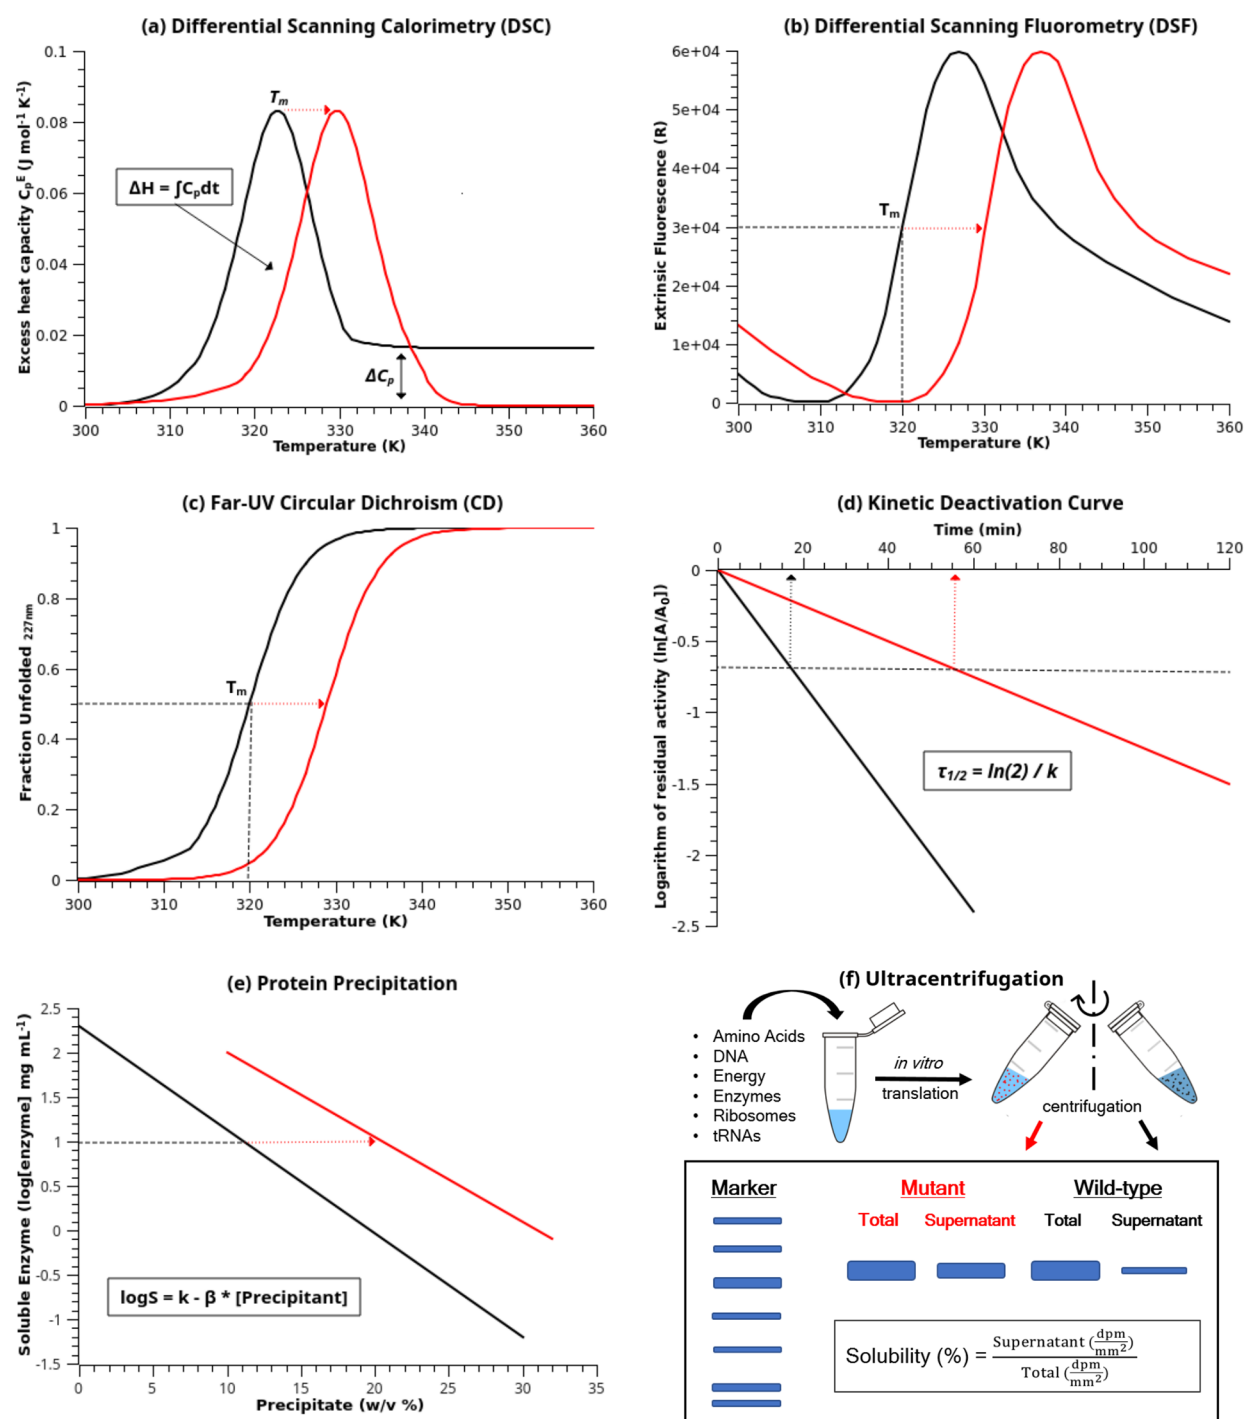 (a) Differential Scanning Calorimetry (DSC)
Excess heat capacity CpE (J mol-1 K-1)
0.1
0.08
0.06
0.04
0.02
0
Tm
ΔH = ∫Cpdt
ΔCp
300 310 320 330 340 350 360
Temperature (K)
(b) Differential Scanning Fluorometry (DSF)
Extrinsic Fluorescence (R)
6e+04
5e+04
4e+04
3e+04
2e+04
1e+04
0
Tm
300 310 320 330 340 350 360
Temperature (K)
(c) Far-UV Circular Dichroism (CD)
Fraction Unfolded 227nm
1
0.8
0.6
0.4
0.2
0
Tm
300 310 320 330 340 350 360
Temperature (K)
(d) Kinetic Deactivation Curve
Time (min)
0 20 40 60 80 100 120
Logarithm of residual activity (ln[A/A0])
0
-0.5
-1
-1.5
-2
-2.5
τ1/2 = ln(2) / k
(e) Protein Precipitation
Soluble Enzyme (log[enzyme] mg mL-1)
2.5
2
1.5
1
0.5
0
-0.5
-1
-1.5
logS = k - β * [Precipitant]
0 5 10 15 20 25 30 35
Precipitate (w/v %)
(f) Ultracentrifugation
• Amino Acids
• DNA
• Energy
• Enzymes
• Ribosomes
• tRNAs
in vitro
translation
centrifugation
Marker Mutant Wild-type
Total Supernatant Total Supernatant
Solubility (%) = Supernatant (dpm/mm2) / Total (dpm/mm2)